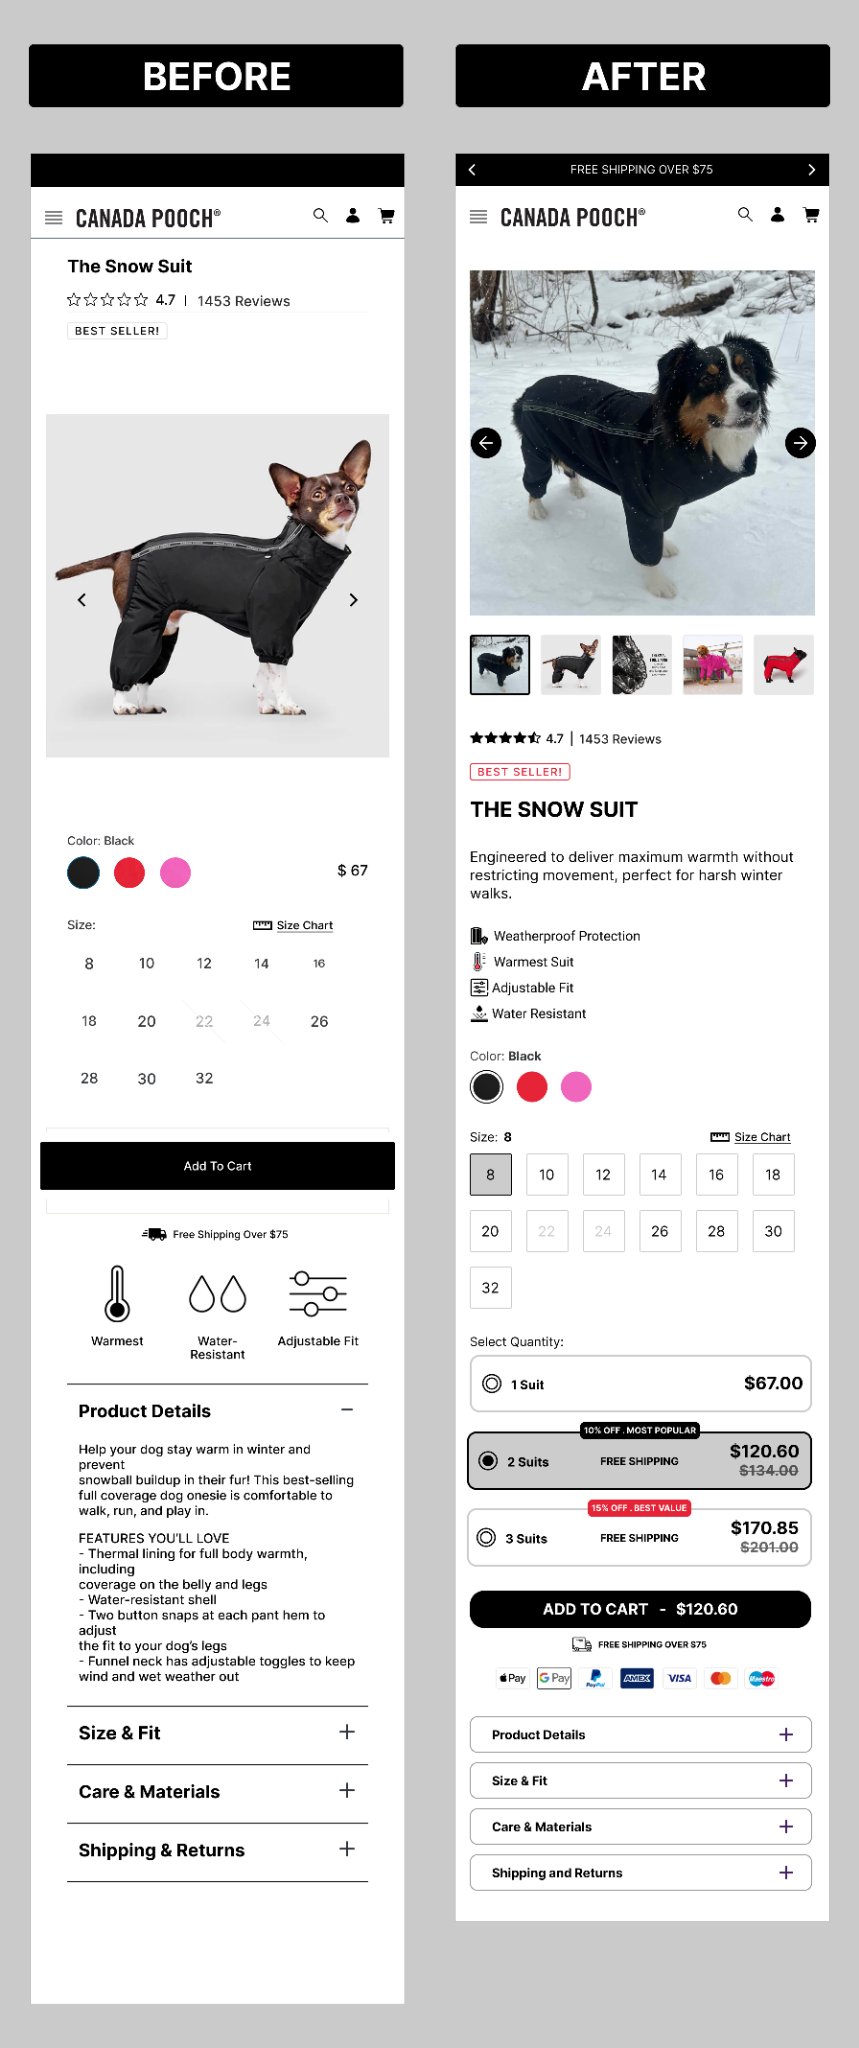 BEFORE
CANADA POOCH®
The Snow Suit
4.7 | 1453 Reviews
BEST SELLER!
Color: Black
$ 67
Size:
Size Chart
8 10 12 14 16
18 20 22 24 26
28 30 32
Add To Cart
Free Shipping Over $75
Warmest
Water-
Resistant
Adjustable Fit
Product Details
Help your dog stay warm in winter and
prevent
snowball buildup in their fur! This best-selling
full coverage dog onesie is comfortable to
walk, run, and play in.
FEATURES YOU'LL LOVE
- Thermal lining for full body warmth,
including
coverage on the belly and legs
- Water-resistant shell
- Two button snaps at each pant hem to
adjust
the fit to your dog's legs
- Funnel neck has adjustable toggles to keep
wind and wet weather out
Size & Fit
Care & Materials
Shipping & Returns
AFTER
FREE SHIPPING OVER $75
CANADA POOCH®
4.7 | 1453 Reviews
BEST SELLER!
THE SNOW SUIT
Engineered to deliver maximum warmth without
restricting movement, perfect for harsh winter
walks.
Weatherproof Protection
Warmest Suit
Adjustable Fit
Water Resistant
Color: Black
Size: 8
Size Chart
8 10 12 14 16 18
20 22 24 26 28 30
32
Select Quantity:
1 Suit $67.00
10% OFF . MOST POPULAR
2 Suits FREE SHIPPING $120.60
$134.00
15% OFF . BEST VALUE
3 Suits FREE SHIPPING $170.85
$201.00
ADD TO CART - $120.60
FREE SHIPPING OVER $75
Pay G Pay PayPal AMEX VISA Maestro
Product Details
Size & Fit
Care & Materials
Shipping and Returns